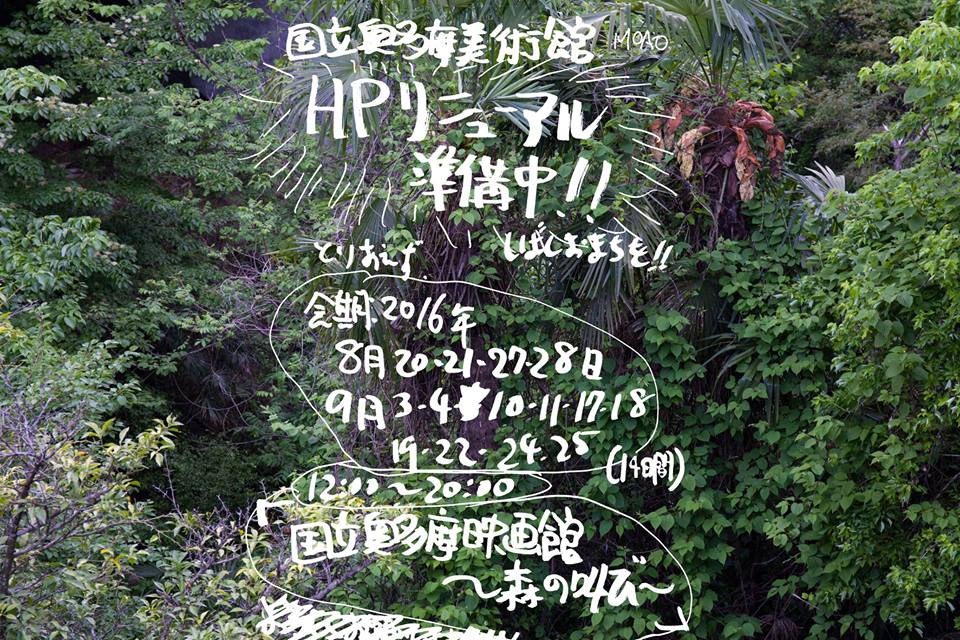 国立奥多摩美術館 MOAO
HPリニューアル
準備中!!
とりあえず しばしおまちを!!
会期.2016年
8月20-21-27-28日
9月3-4 10-11-17-18
19-22-24-25
(14日間)
12:00～20:00
国立奥多摩映画館
～森の叫び～